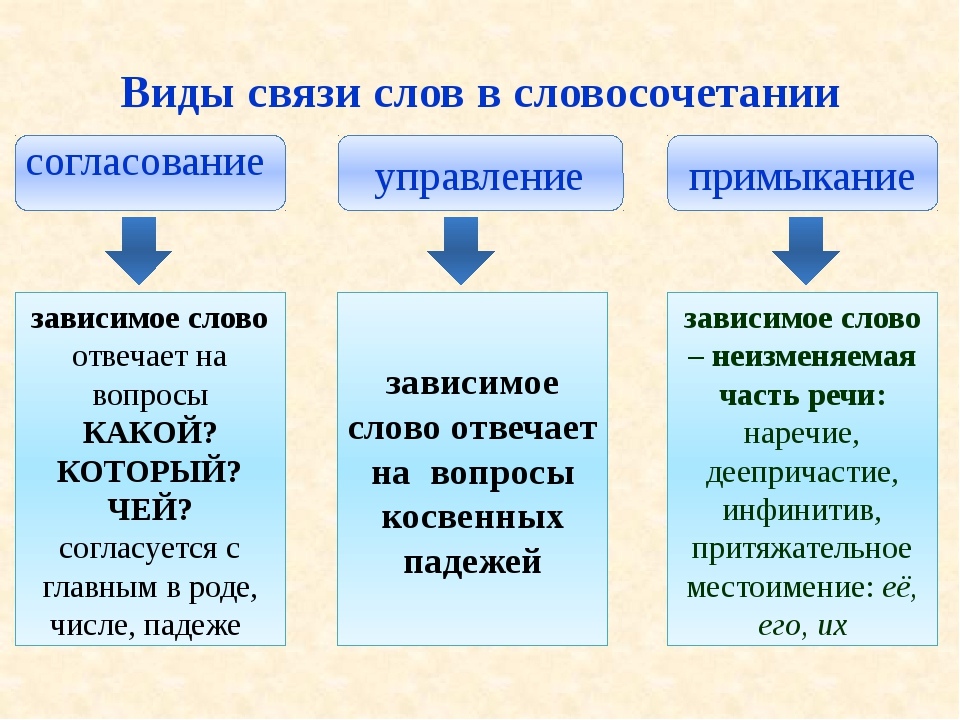 Виды связи слов в словосочетании
согласование
управление
примыкание
зависимое слово
отвечает на
вопросы
КАКОЙ?
КОТОРЫЙ?
ЧЕЙ?
согласуется с
главным в роде,
числе, падеже
зависимое
слово отвечает
на вопросы
косвенных
падежей
зависимое слово
– неизменяемая
часть речи:
наречие,
деепричастие,
инфинитив,
притяжательное
местоимение: её,
его, их